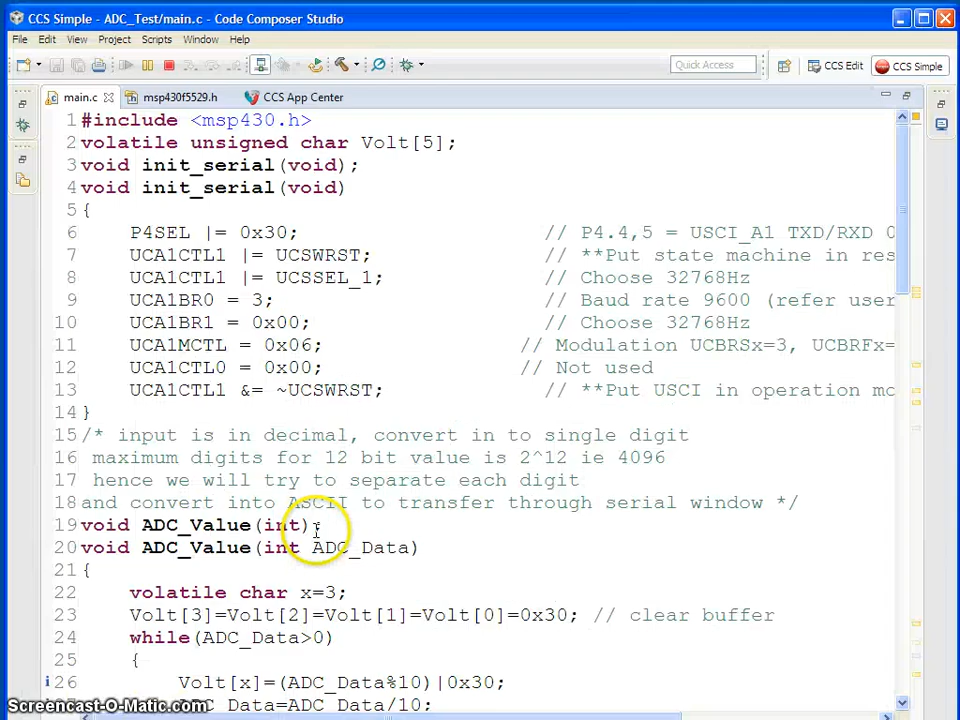 CCS Simple - ADC_Test/main.c - Code Composer Studio
File Edit View Project Scripts Window Help
Quick Access CCS Edit CCS Simple
main.c msp430f5529.h CCS App Center
1 #include <msp430.h>
2 volatile unsigned char Volt[5];
3 void init_serial(void);
4 void init_serial(void)
5 {
6 P4SEL |= 0x30; // P4.4,5 = USCI_A1 TXD/RXD 0
7 UCA1CTL1 |= UCSWRST; // **Put state machine in res
8 UCA1CTL1 |= UCSSEL_1; // Choose 32768Hz
9 UCA1BR0 = 3; // Baud rate 9600 (refer user
10 UCA1BR1 = 0x00; // Choose 32768Hz
11 UCA1MCTL = 0x06; // Modulation UCBRSx=3, UCBRFx=
12 UCA1CTL0 = 0x00; // Not used
13 UCA1CTL1 &= ~UCSWRST; // **Put USCI in operation mo
14 }
15 /* input is in decimal, convert in to single digit
16 maximum digits for 12 bit value is 2^12 ie 4096
17 hence we will try to separate each digit
18 and convert into ASCII to transfer through serial window */
19 void ADC_Value(int);
20 void ADC_Value(int ADC_Data)
21 {
22 volatile char x=3;
23 Volt[3]=Volt[2]=Volt[1]=Volt[0]=0x30; // clear buffer
24 while(ADC_Data>0)
25 {
26 Volt[x]=(ADC_Data%10)|0x30;
ADC_Data=ADC_Data/10;
Screencast-O-Matic.com